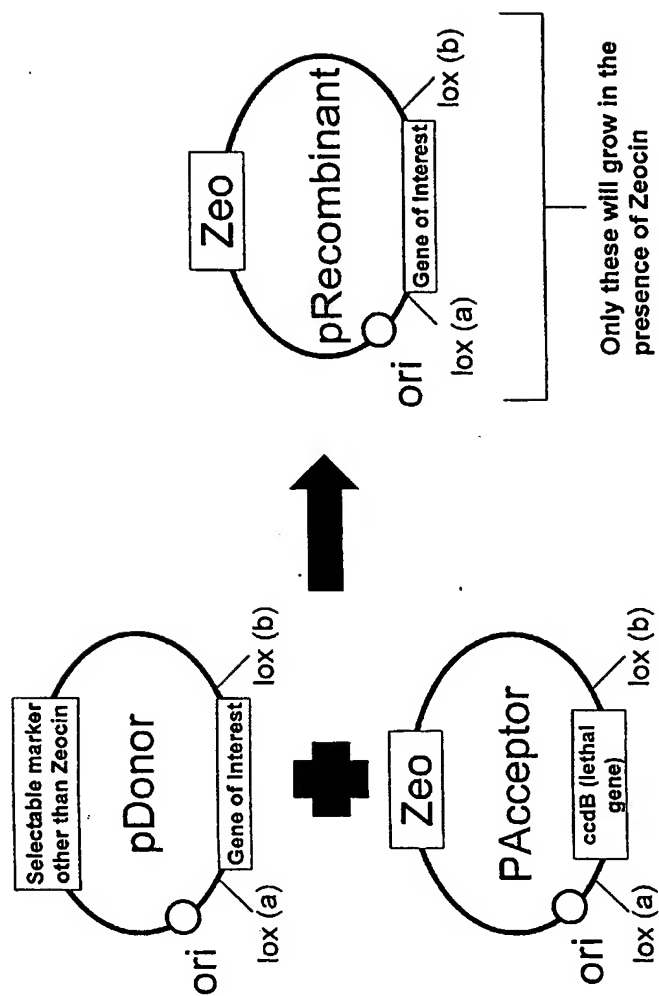 Selectable marker
other than Zeocin
pDonor
Gene of Interest
ori
lox (a)
lox (b)
Zeo
PAcceptor
ccdB (lethal
gene)
ori
lox (a)
lox (b)
Zeo
pRecombinant
Gene of Interest
ori
lox (a)
lox (b)
Only these will grow in the
presence of Zeocin